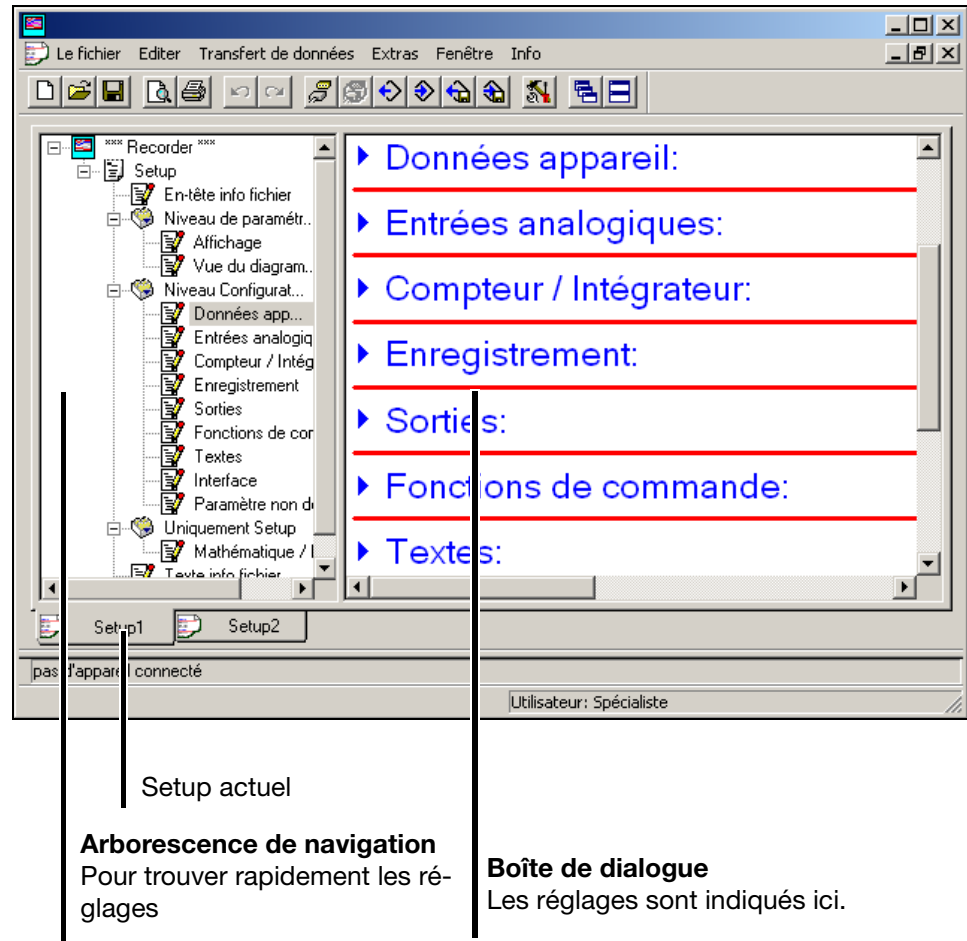 Le fichier Editer Transfert de données Extras Fenêtre Info
*** Recorder ***
Setup
En-tête info fichier
Niveau de paramétr...
Affichage
Vue du diagram...
Niveau Configurat...
Données app...
Entrées analogiq
Compteur / Intég
Enregistrement
Sorties
Fonctions de cor
Textes
Interface
Paramètre non de
Uniquement Setup
Mathématique / l
Texte info fichier
Données appareil:
Entrées analogiques:
Compteur / Intégrateur:
Enregistrement:
Sorties:
Fonctions de commande:
Textes:
Setup1 Setup2
pas d'appareil connecté
Utilisateur: Spécialiste
Setup actuel
Arborescence de navigation
Pour trouver rapidement les ré-
glages
Boîte de dialogue
Les réglages sont indiqués ici.